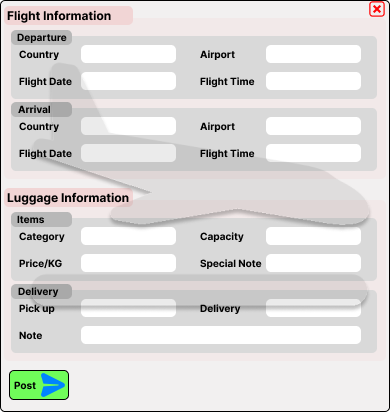 Flight Information
Departure
Country Airport
Flight Date Flight Time
Arrival
Country Airport
Flight Date Flight Time
Luggage Information
Items
Category Capacity
Price/KG Special Note
Delivery
Pick up Delivery
Note
Post